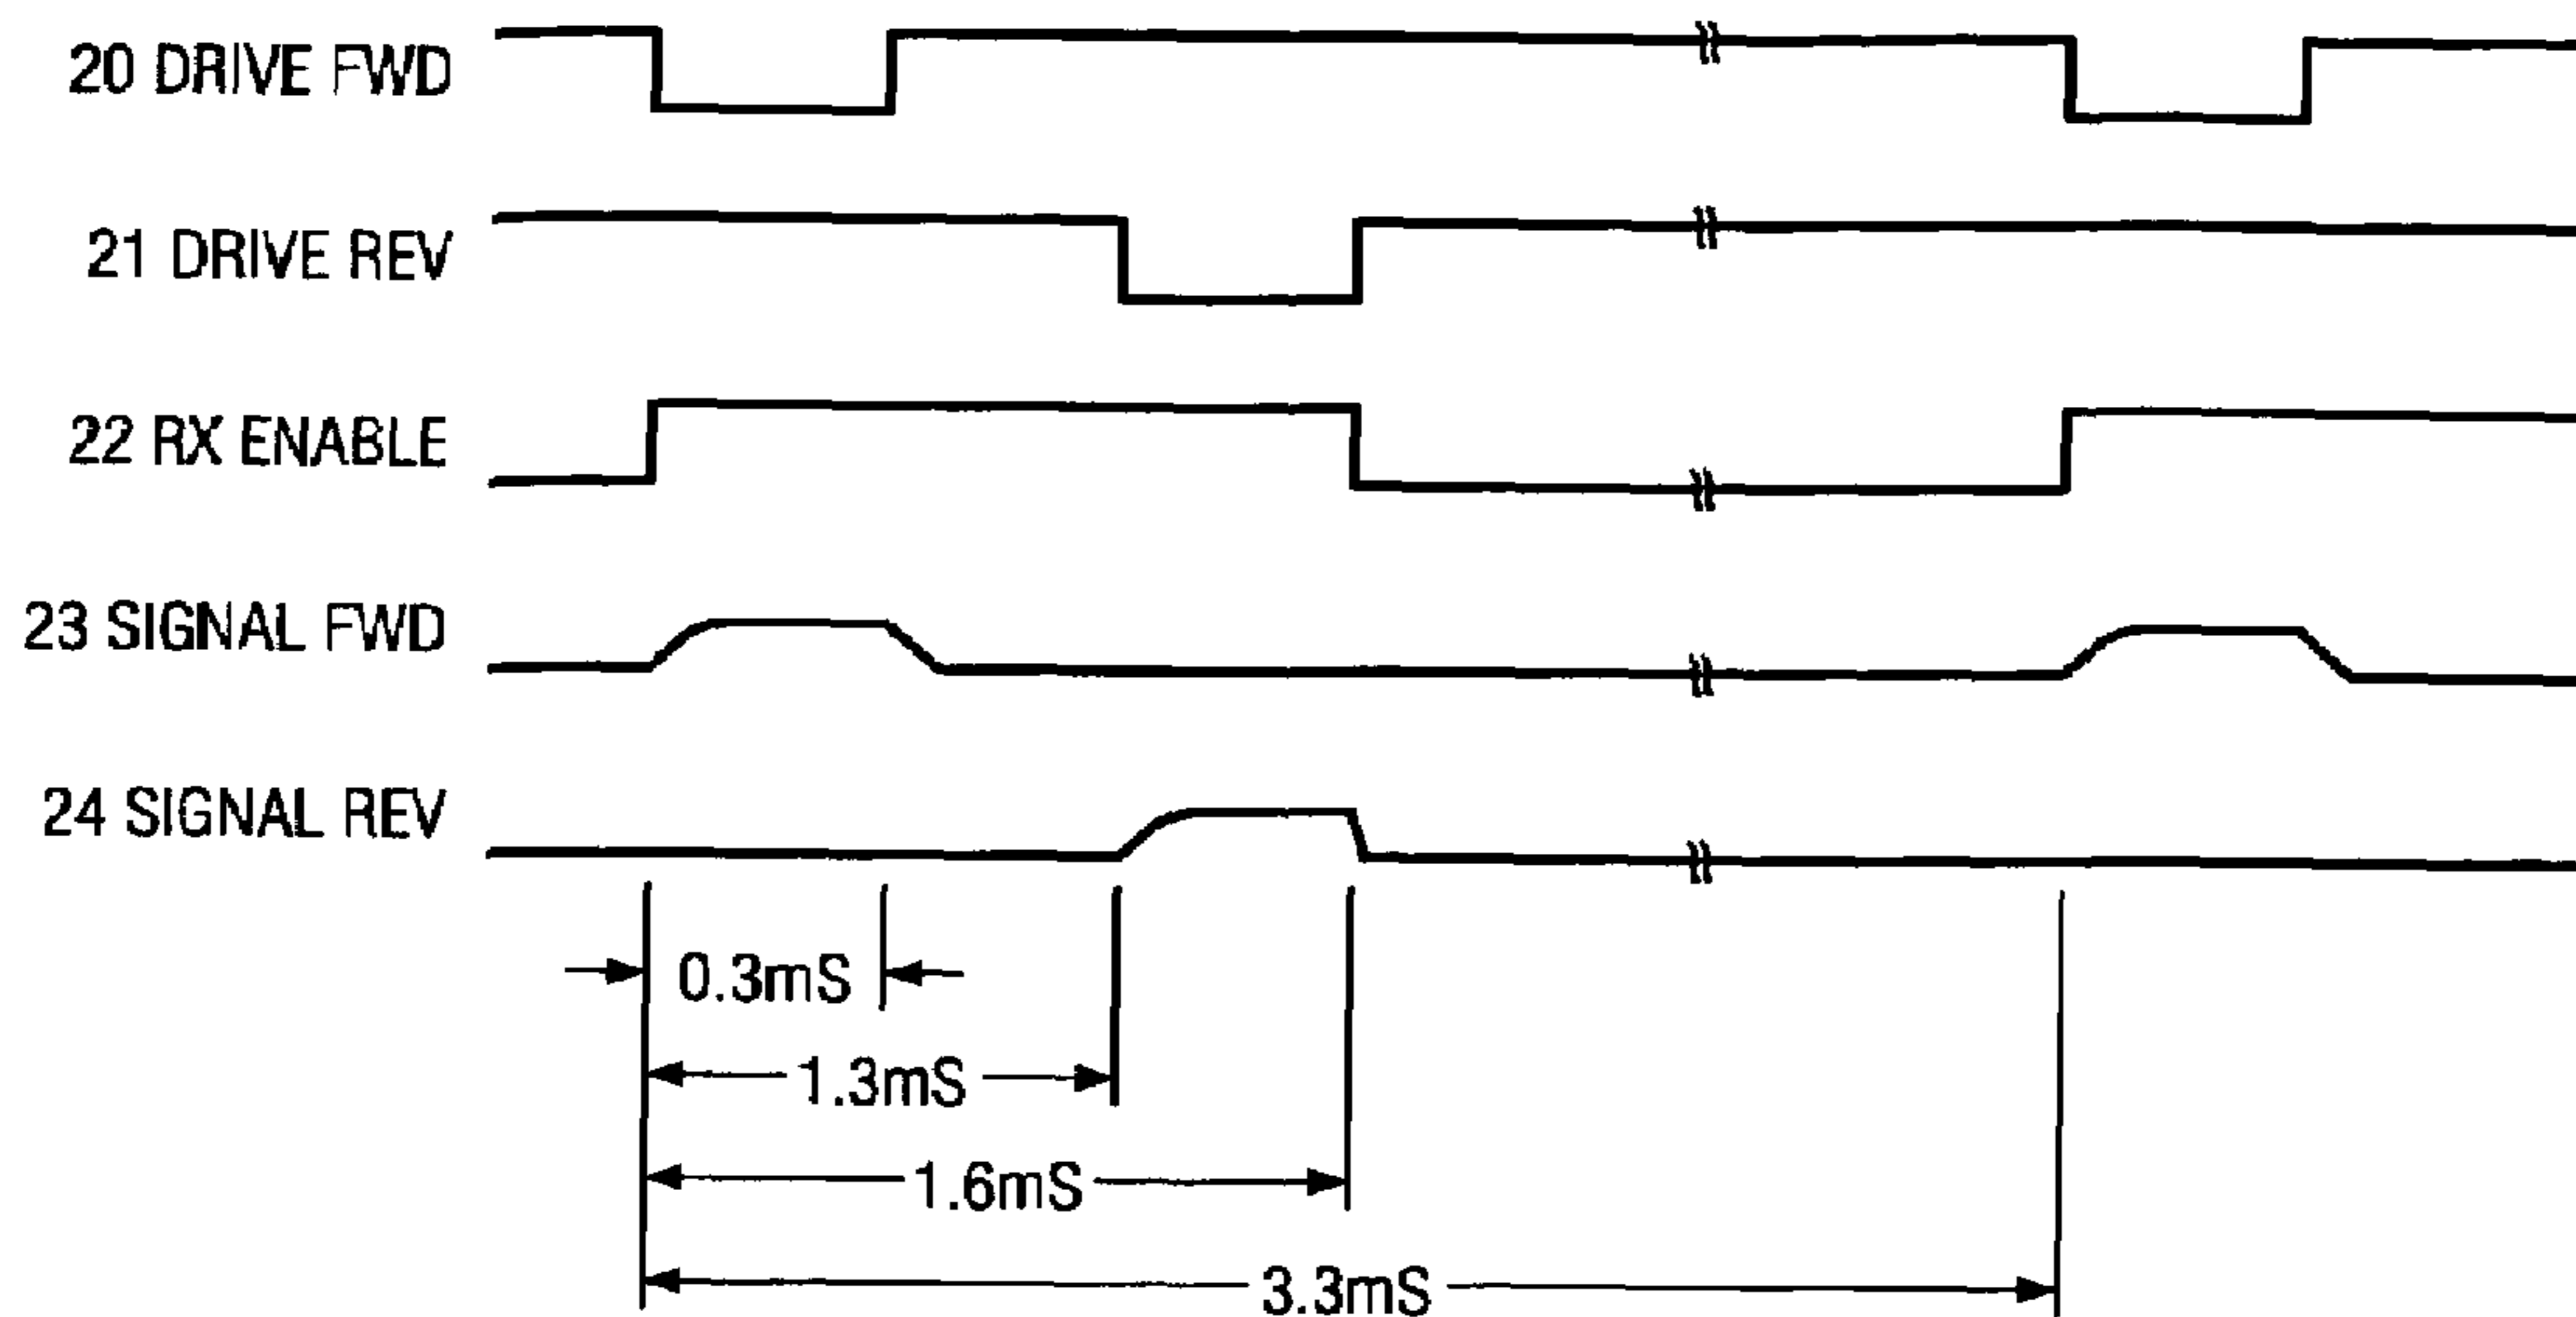 20 DRIVE FWD
21 DRIVE REV
22 RX ENABLE
23 SIGNAL FWD
24 SIGNAL REV
0.3mS
1.3mS
1.6mS
3.3mS